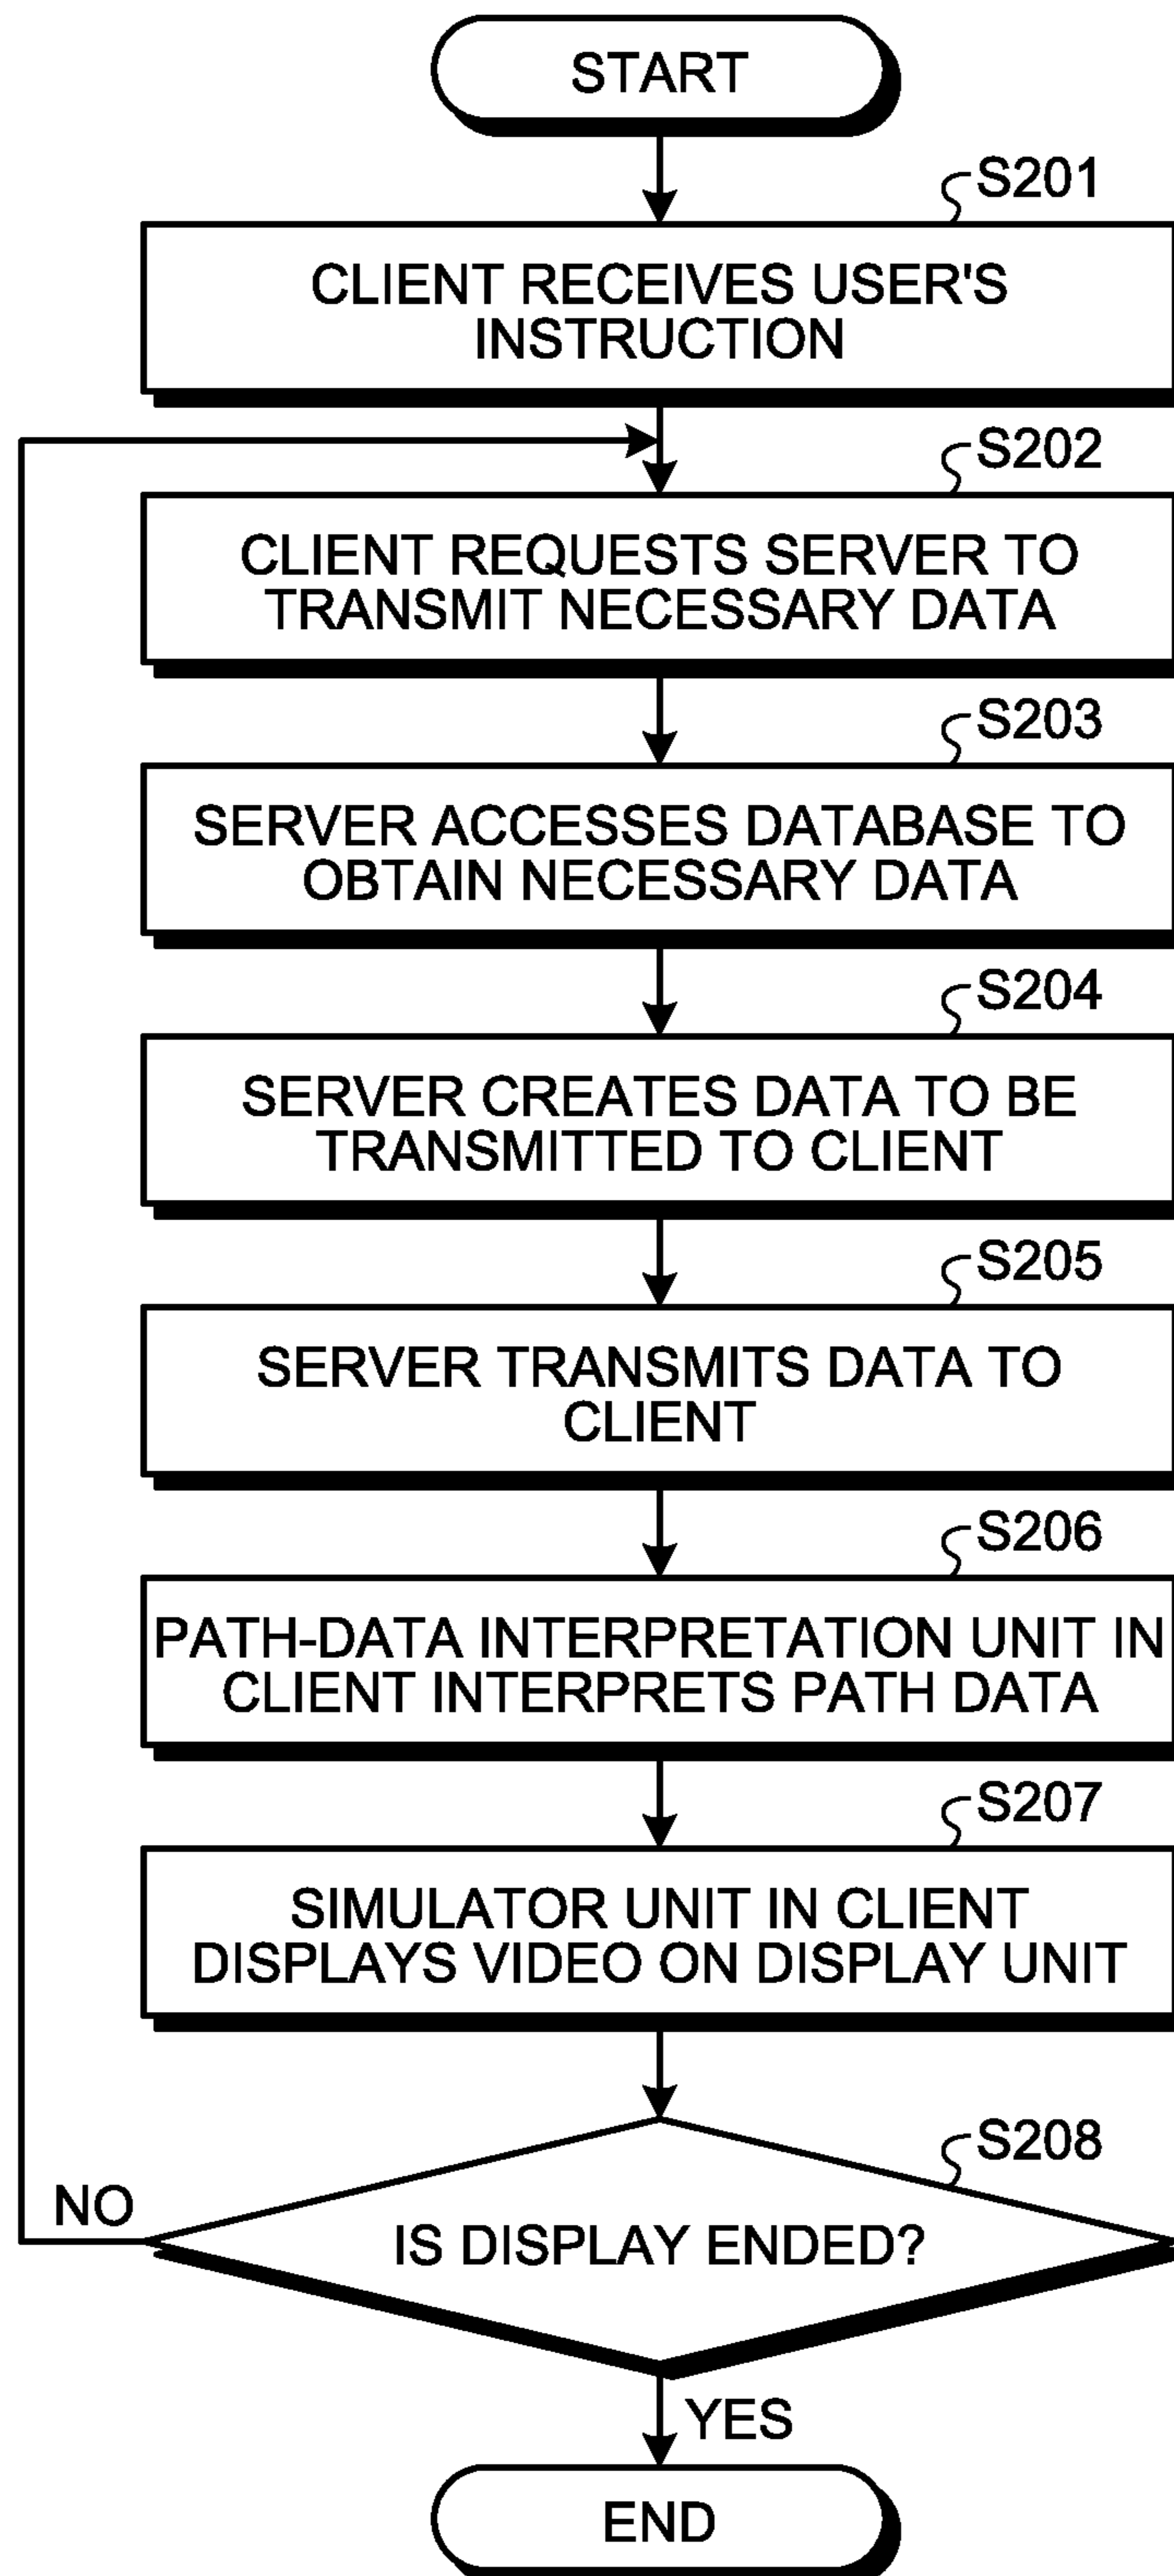 START
S201
CLIENT RECEIVES USER'S
INSTRUCTION
S202
CLIENT REQUESTS SERVER TO
TRANSMIT NECESSARY DATA
S203
SERVER ACCESSES DATABASE TO
OBTAIN NECESSARY DATA
S204
SERVER CREATES DATA TO BE
TRANSMITTED TO CLIENT
S205
SERVER TRANSMITS DATA TO
CLIENT
S206
PATH-DATA INTERPRETATION UNIT IN
CLIENT INTERPRETS PATH DATA
S207
SIMULATOR UNIT IN CLIENT
DISPLAYS VIDEO ON DISPLAY UNIT
S208
NO
IS DISPLAY ENDED?
YES
END